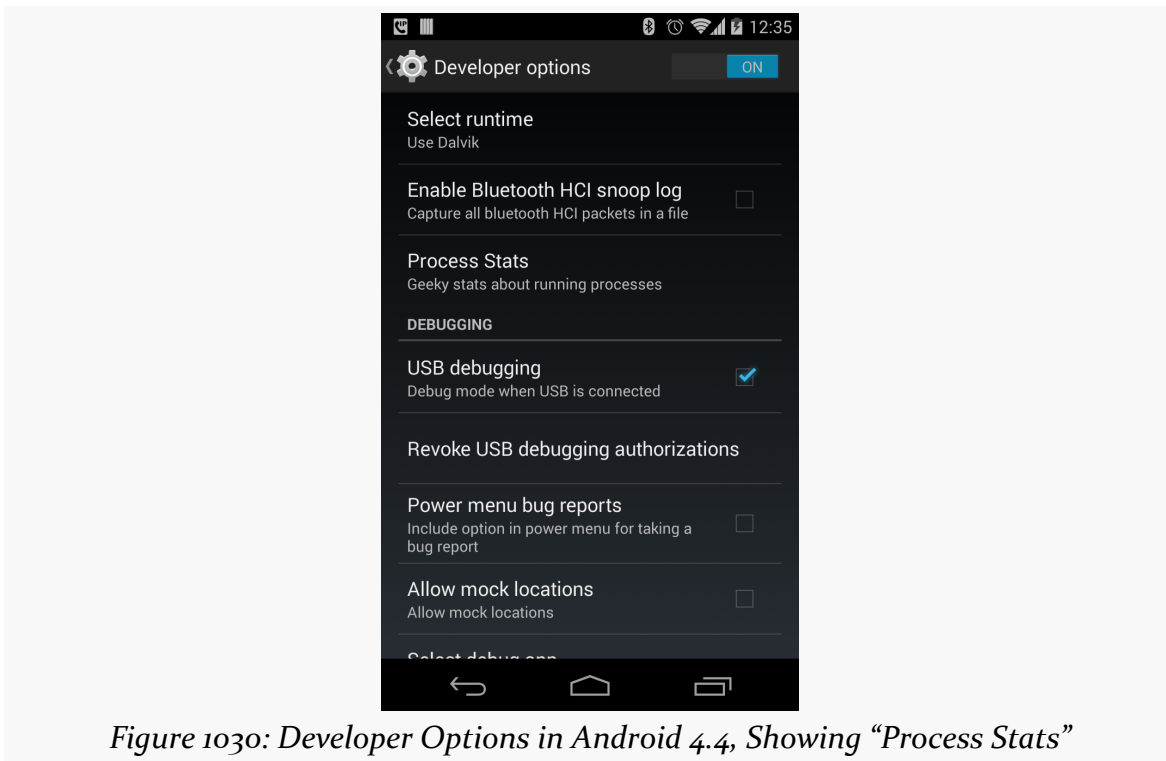 12:35
Developer options
ON
Select runtime
Use Dalvik
Enable Bluetooth HCI snoop log
Capture all bluetooth HCI packets in a file
Process Stats
Geeky stats about running processes
DEBUGGING
USB debugging
Debug mode when USB is connected
Revoke USB debugging authorizations
Power menu bug reports
Include option in power menu for taking a
bug report
Allow mock locations
Allow mock locations
Select debug app
Figure 1030: Developer Options in Android 4.4, Showing “Process Stats”